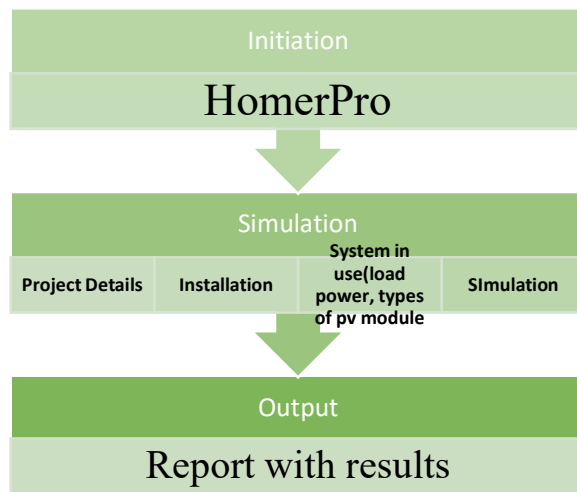 Initiation
HomerPro
Simulation
Project Details
Installation
System in
use(load
power, types
of pv module
SImulation
Output
Report with results